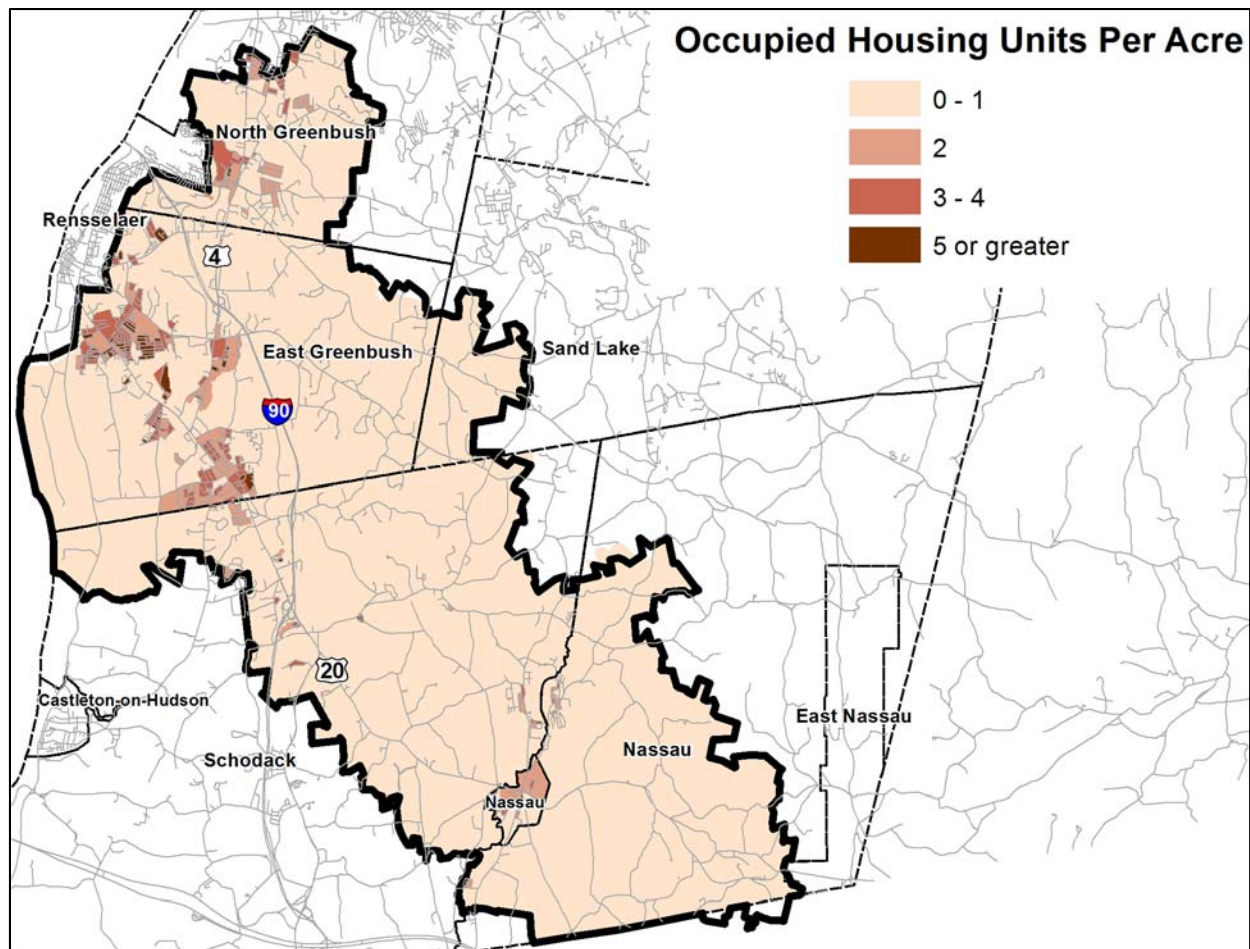 Occupied Housing Units Per Acre
0 - 1
2
3 - 4
5 or greater
North Greenbush
Rensselaer
4
East Greenbush
Sand Lake
90
20
Castleton-on-Hudson
Schodack
East Nassau
Nassau
Nassau